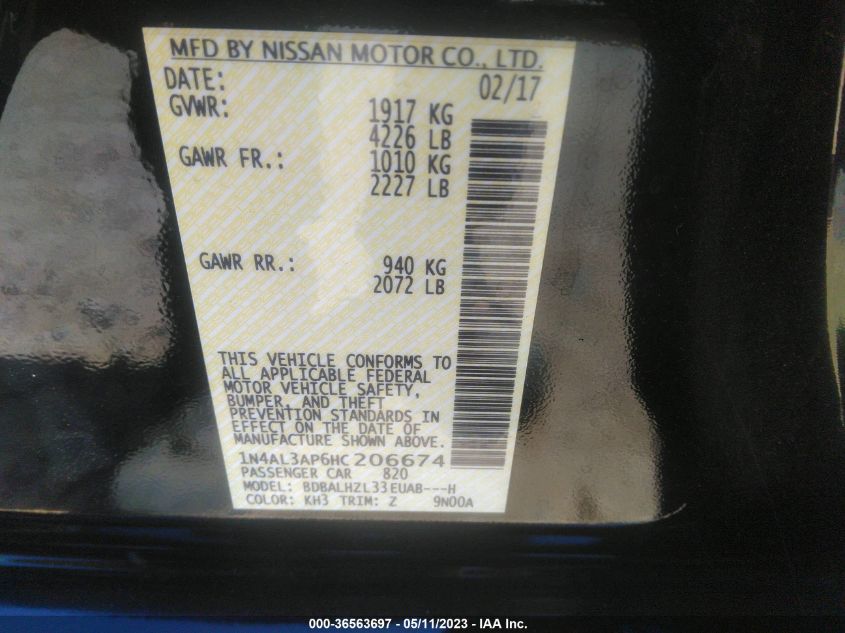 MFD BY NISSAN MOTOR CO., LTD.
DATE: 02/17
GVWR: 1917 KG
4226 LB
GAWR FR.: 1010 KG
2227 LB
GAWR RR.: 940 KG
2072 LB
THIS VEHICLE CONFORMS TO
ALL APPLICABLE FEDERAL
MOTOR VEHICLE SAFETY,
BUMPER, AND THEFT
PREVENTION STANDARDS IN
EFFECT ON THE DATE OF
MANUFACTURE SHOWN ABOVE.
1N4AL3AP6HC206674
PASSENGER CAR 820
MODEL: BDBALHZL33EUAB---H
COLOR: KH3 TRIM: Z 9N00A
000-36563697 - 05/11/2023 - IAA Inc.